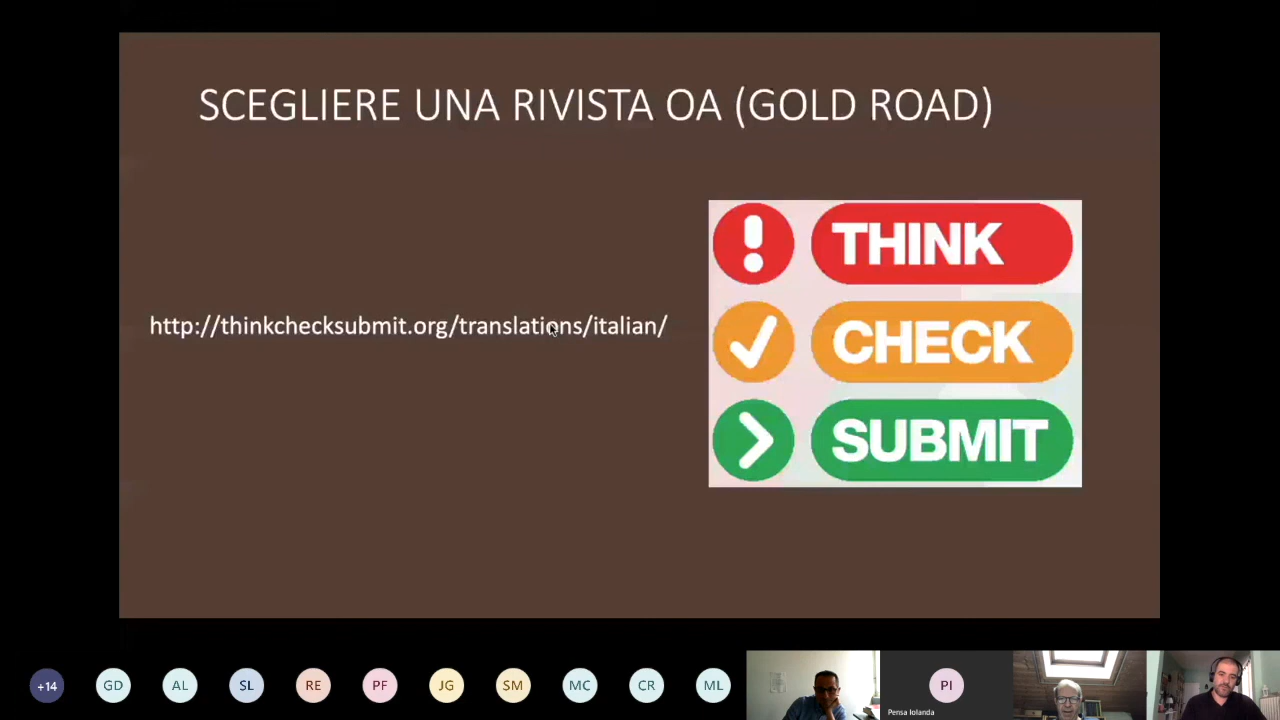 SCEGLIERE UNA RIVISTA OA (GOLD ROAD)
http://thinkchecksubmit.org/translations/italian/
THINK
CHECK
SUBMIT
+14
GD
AL
SL
RE
PF
JG
SM
MC
CR
ML
PI
Pensa Iolanda